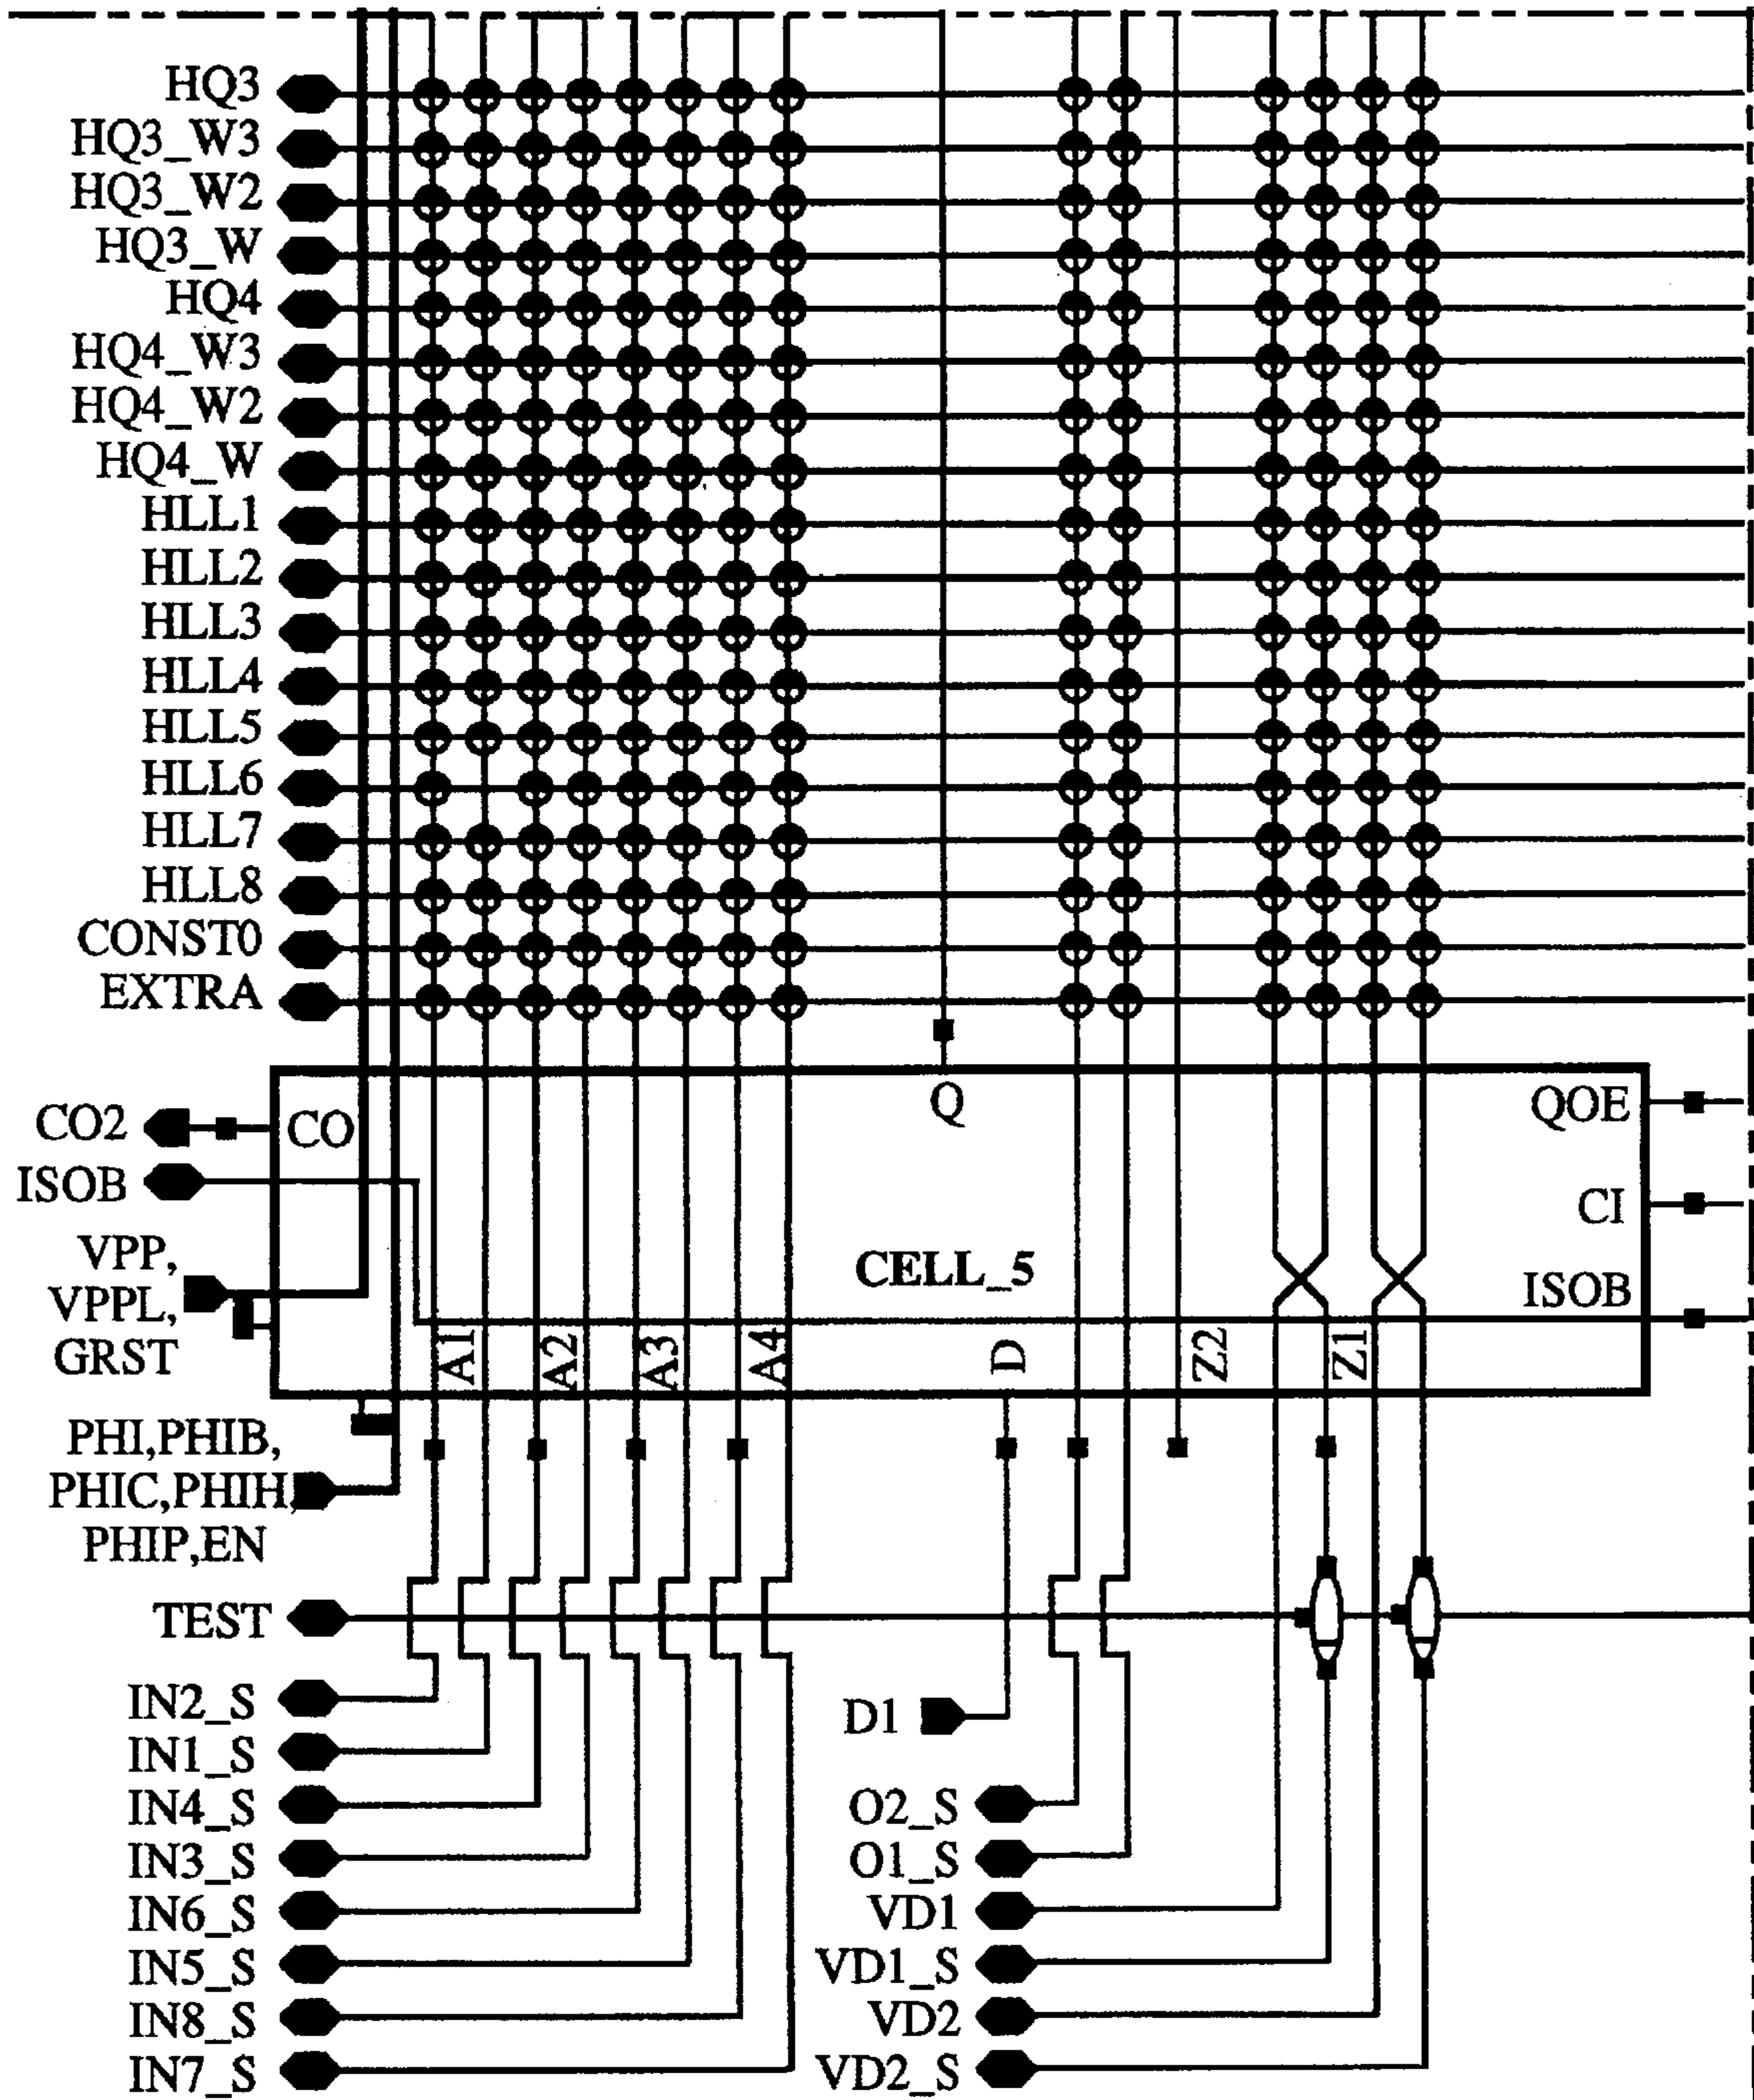 HQ3
HQ3_W3
HQ3_W2
HQ3_W
HQ4
HQ4_W3
HQ4_W2
HQ4_W
HLL1
HLL2
HLL3
HLL4
HLL5
HLL6
HLL7
HLL8
CONST0
EXTRA
Q
QOE
CO2
CO
ISOB
CI
VPP,
VPPL,
GRST
CELL_5
ISOB
A1
A2
A3
A4
D
Z2
Z1
PHI,PHIB,
PHIC,PHIH,
PHIP,EN
TEST
IN2_S
IN1_S
IN4_S
IN3_S
IN6_S
IN5_S
IN8_S
IN7_S
D1
O2_S
O1_S
VD1
VD1_S
VD2
VD2_S